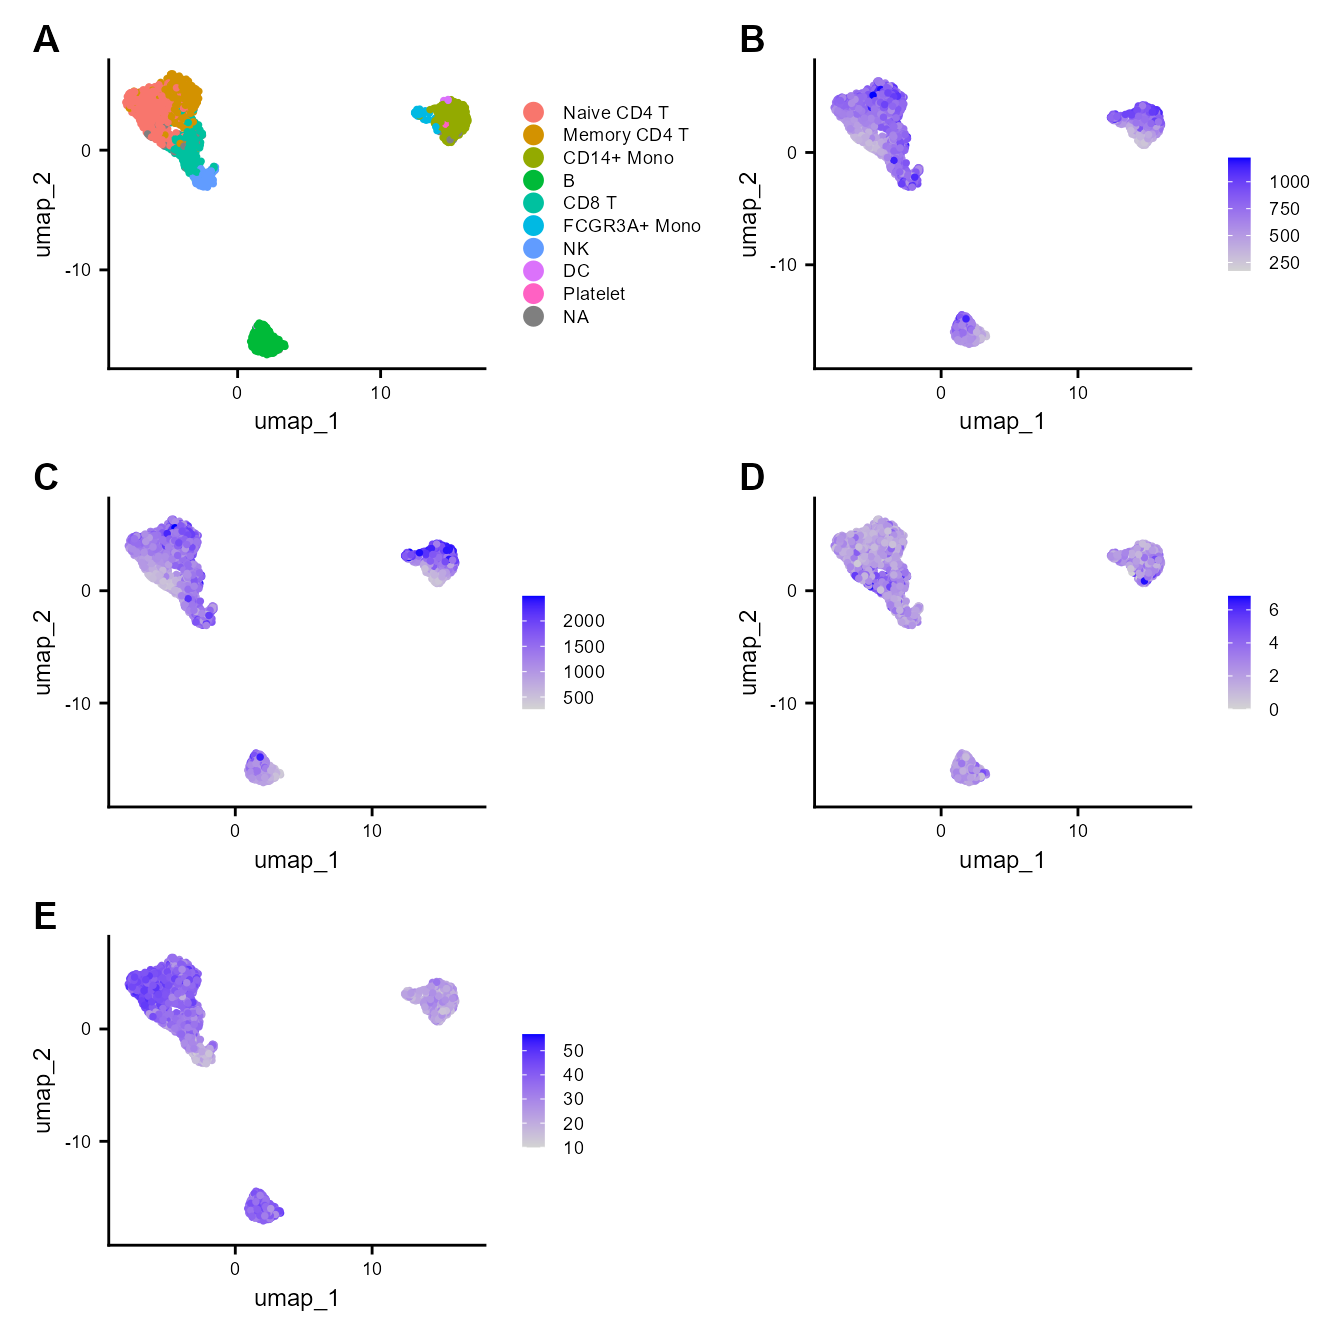 A
umap_2
0
-10
0
10
umap_1
Naive CD4 T
Memory CD4 T
CD14+ Mono
B
CD8 T
FCGR3A+ Mono
NK
DC
Platelet
NA
B
umap_2
0
-10
0
10
umap_1
1000
750
500
250
C
umap_2
0
-10
0
10
umap_1
2000
1500
1000
500
D
umap_2
0
-10
0
10
umap_1
6
4
2
0
E
umap_2
0
-10
0
10
umap_1
50
40
30
20
10